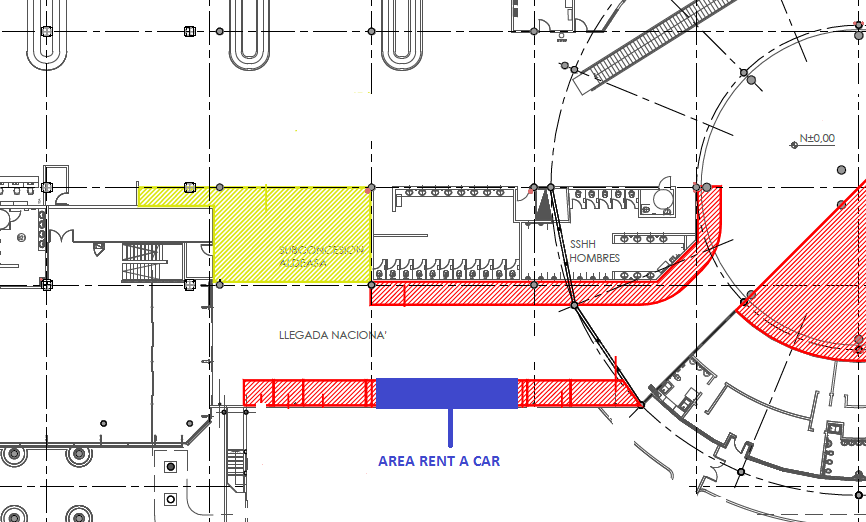 N±0,00
SUBCONCESION
ALDEASA
SSHH
HOMBRES
LLEGADA NACIONA'
AREA RENT A CAR